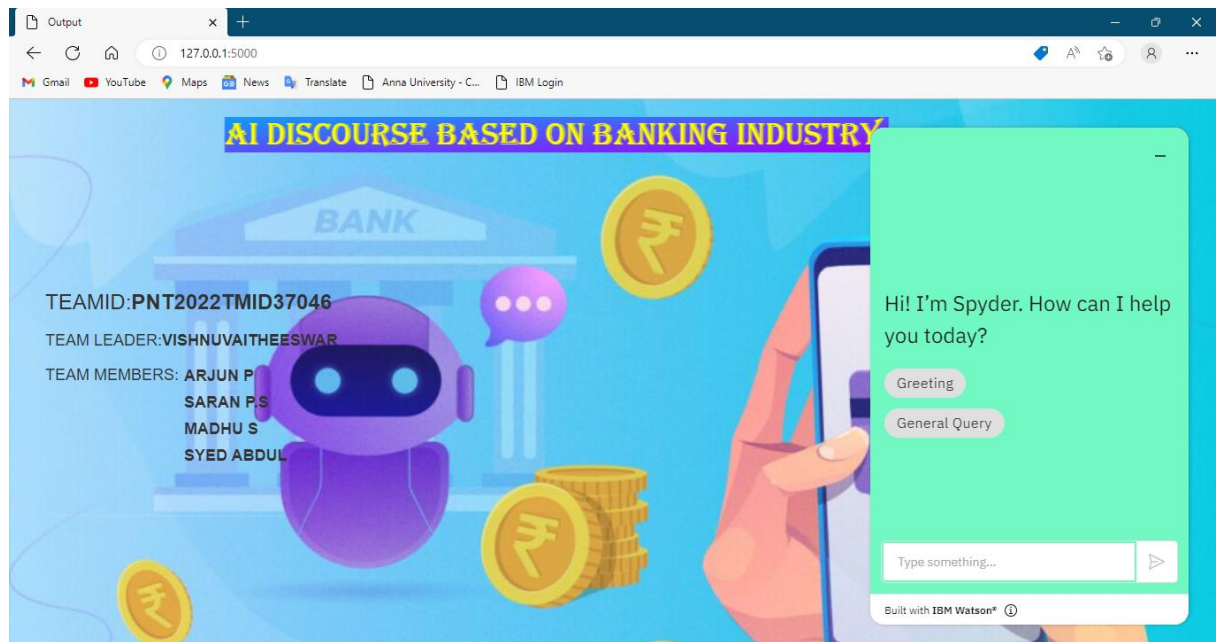 Output
127.0.0.1:5000
Gmail YouTube Maps News Translate Anna University - C... IBM Login
AI DISCOURSE BASED ON BANKING INDUSTRY
BANK
TEAMID:PNT2022TMID37046
TEAM LEADER:VISHNUVAITHEESWAR
TEAM MEMBERS: ARJUN P
SARAN P.S
MADHU S
SYED ABDUL
Hi! I'm Spyder. How can I help
you today?
Greeting
General Query
Type something...
Built with IBM Watson®